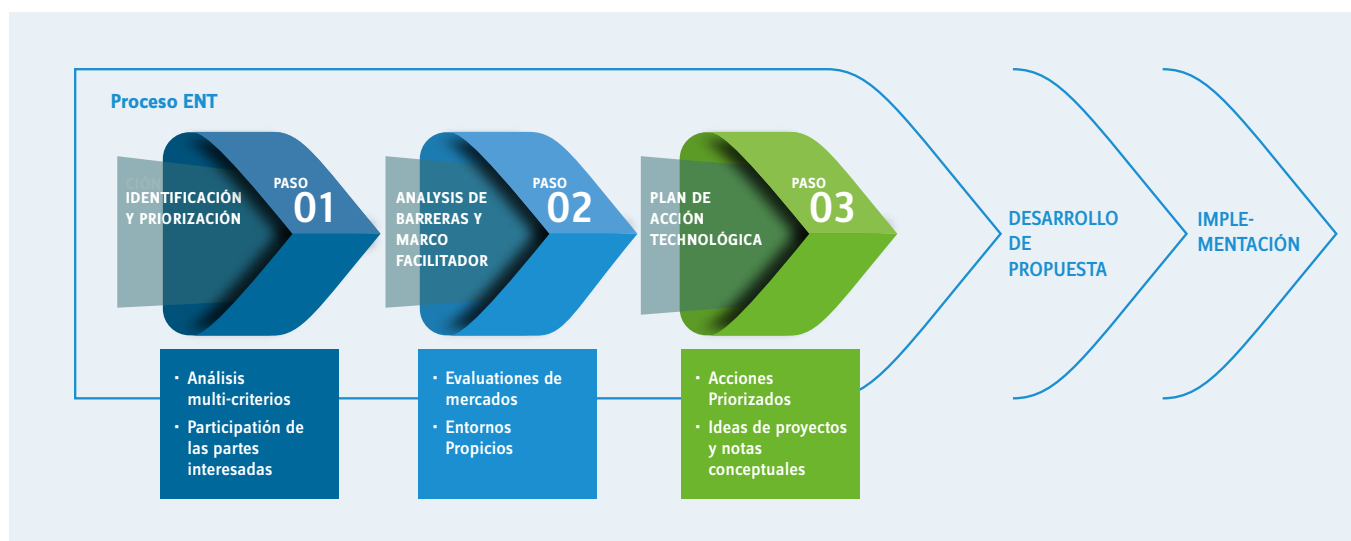 Proceso ENT
CIÓN
IDENTIFICACIÓN
Y PRIORIZACIÓN
PASO
01
ANALYSIS DE
BARRERAS Y
MARCO
FACILITADOR
PASO
02
PLAN DE
ACCIÓN
TECHNOLÓGICA
PASO
03
DESARROLLO
DE
PROPUESTA
IMPLE-
MENTACIÓN
· Análisis
multi-criterios
· Participatión de
las partes
interesadas
· Evaluationes de
mercados
· Entornos
Propicios
· Acciones
Priorizados
· Ideas de proyectos
y notas
conceptuales